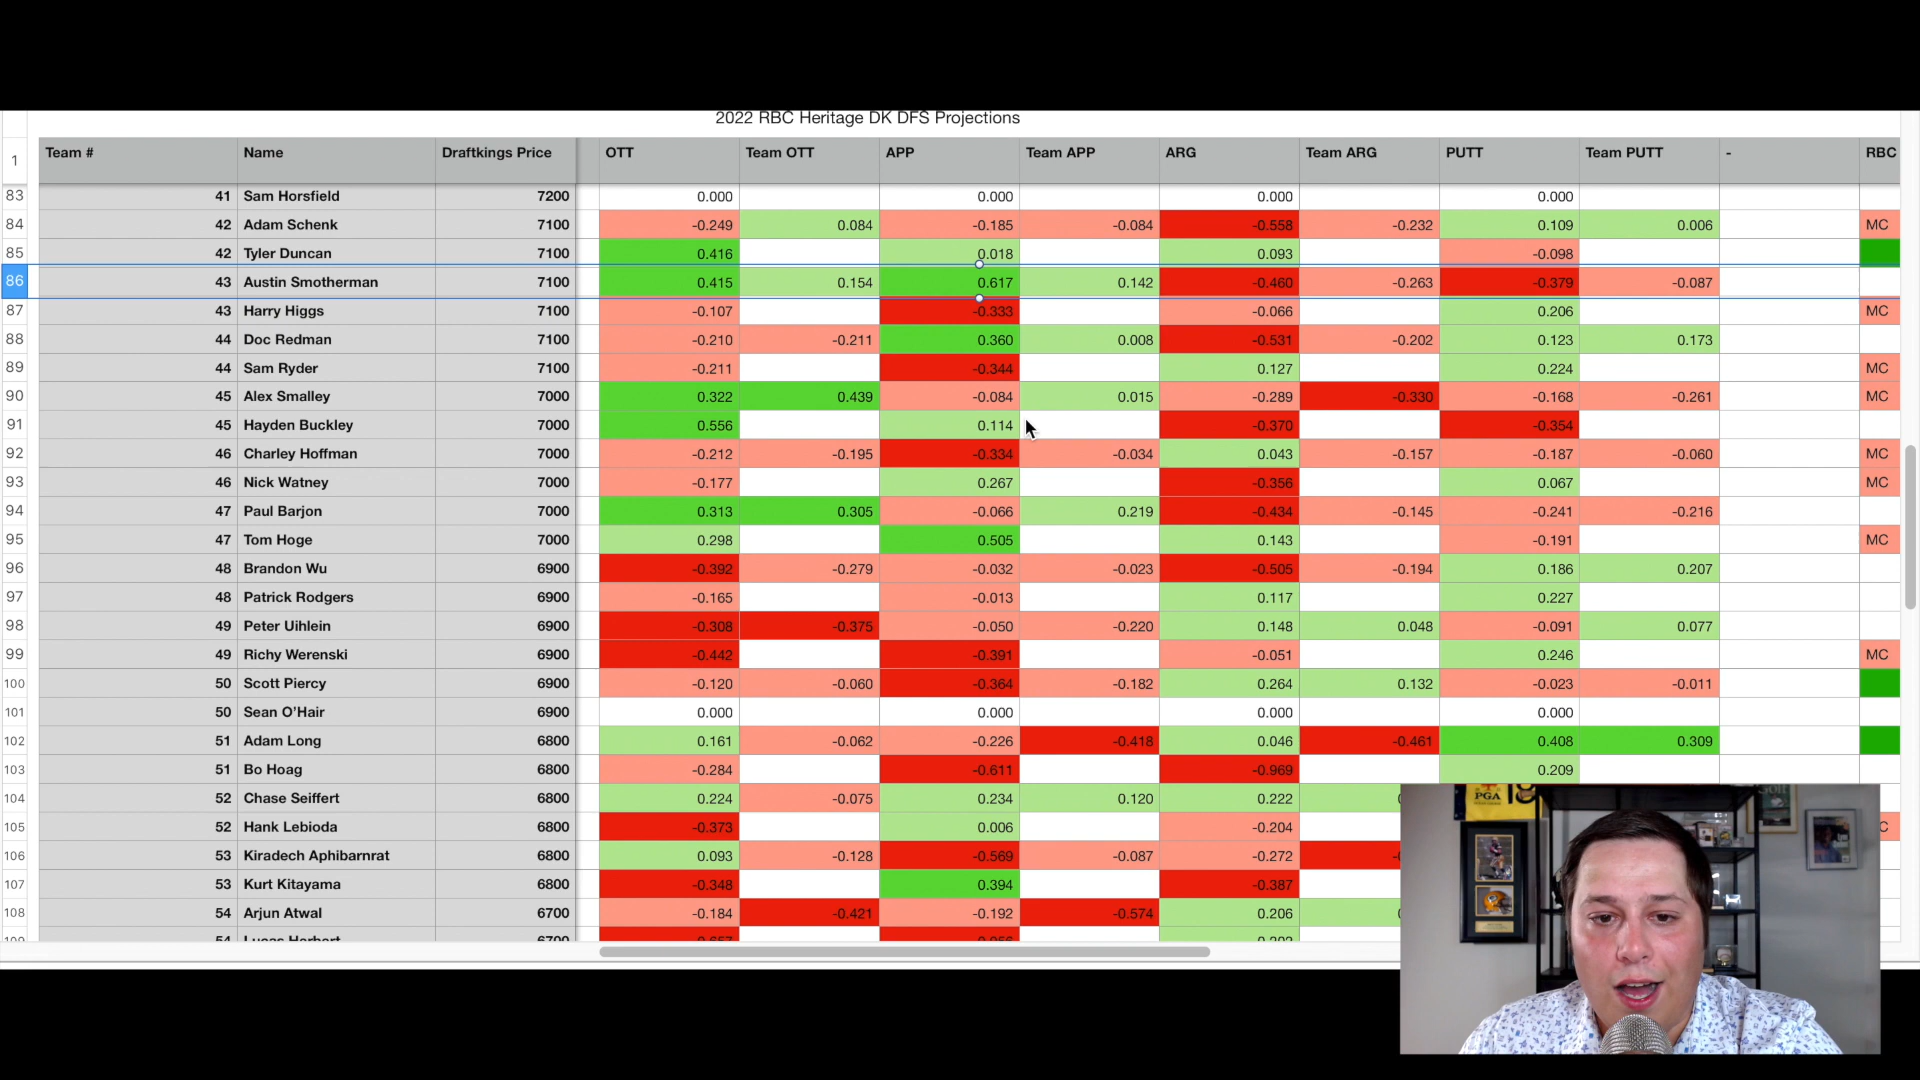 2022 RBC Heritage DK DFS Projections
1 Team # Name Draftkings Price OTT Team OTT APP Team APP ARG Team ARG PUTT Team PUTT - RBC
83 41 Sam Horsfield 7200 0.000 0.000 0.000 0.000
84 42 Adam Schenk 7100 -0.249 0.084 -0.185 -0.084 -0.558 -0.232 0.109 0.006 MC
85 42 Tyler Duncan 7100 0.416 0.018 0.093 -0.098
86 43 Austin Smotherman 7100 0.415 0.154 0.617 0.142 -0.460 -0.263 -0.379 -0.087
87 43 Harry Higgs 7100 -0.107 -0.333 -0.066 0.206 MC
88 44 Doc Redman 7100 -0.210 -0.211 0.360 0.008 -0.531 -0.202 0.123 0.173
89 44 Sam Ryder 7100 -0.211 -0.344 0.127 0.224 MC
90 45 Alex Smalley 7000 0.322 0.439 -0.084 0.015 -0.289 -0.330 -0.168 -0.261 MC
91 45 Hayden Buckley 7000 0.556 0.114 -0.370 -0.354
92 46 Charley Hoffman 7000 -0.212 -0.195 -0.334 -0.034 0.043 -0.157 -0.187 -0.060 MC
93 46 Nick Watney 7000 -0.177 0.267 -0.356 0.067 MC
94 47 Paul Barjon 7000 0.313 0.305 -0.066 0.219 -0.434 -0.145 -0.241 -0.216
95 47 Tom Hoge 7000 0.298 0.505 0.143 -0.191 MC
96 48 Brandon Wu 6900 -0.392 -0.279 -0.032 -0.023 -0.505 -0.194 0.186 0.207
97 48 Patrick Rodgers 6900 -0.165 -0.013 0.117 0.227
98 49 Peter Uihlein 6900 -0.308 -0.375 -0.050 -0.220 0.148 0.048 -0.091 0.077
99 49 Richy Werenski 6900 -0.442 -0.391 -0.051 0.246 MC
100 50 Scott Piercy 6900 -0.120 -0.060 -0.364 -0.182 0.264 0.132 -0.023 -0.011
101 50 Sean O’Hair 6900 0.000 0.000 0.000 0.000
102 51 Adam Long 6800 0.161 -0.062 -0.226 -0.418 0.046 -0.461 0.408 0.309
103 51 Bo Hoag 6800 -0.284 -0.611 -0.969 0.209
104 52 Chase Seiffert 6800 0.224 -0.075 0.234 0.120 0.222
105 52 Hank Lebioda 6800 -0.373 0.006 -0.204
106 53 Kiradech Aphibarnrat 6800 0.093 -0.128 -0.569 -0.087 -0.272
107 53 Kurt Kitayama 6800 -0.348 0.394 -0.387
108 54 Arjun Atwal 6700 -0.184 -0.421 -0.192 -0.574 0.206
PGA